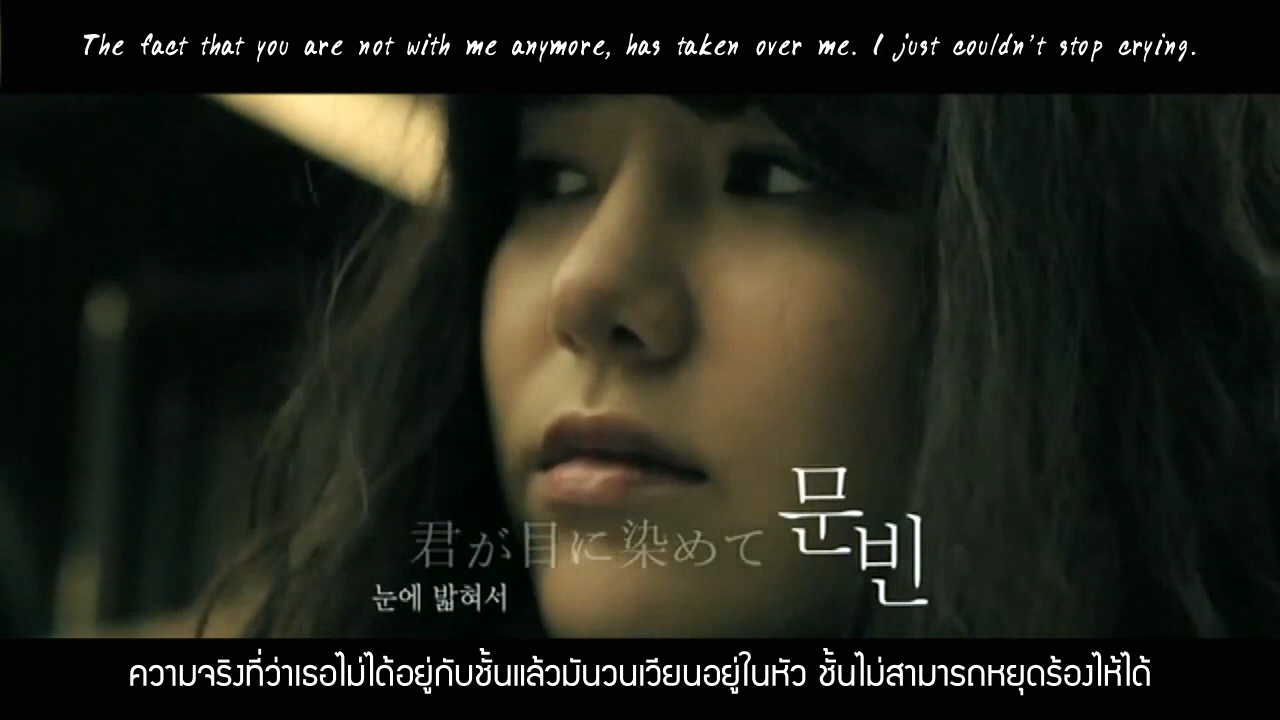 The fact that you are not with me anymore, has taken over me. I just couldn't stop crying.
문빈
君が目に染めて
눈에 밟혀서
ความจริงที่ว่าเธอไม่ได้อยู่กับชั้นแล้วมันวนเวียนอยู่ในหัว ชั้นไม่สามารถหยุดร้องไห้ได้